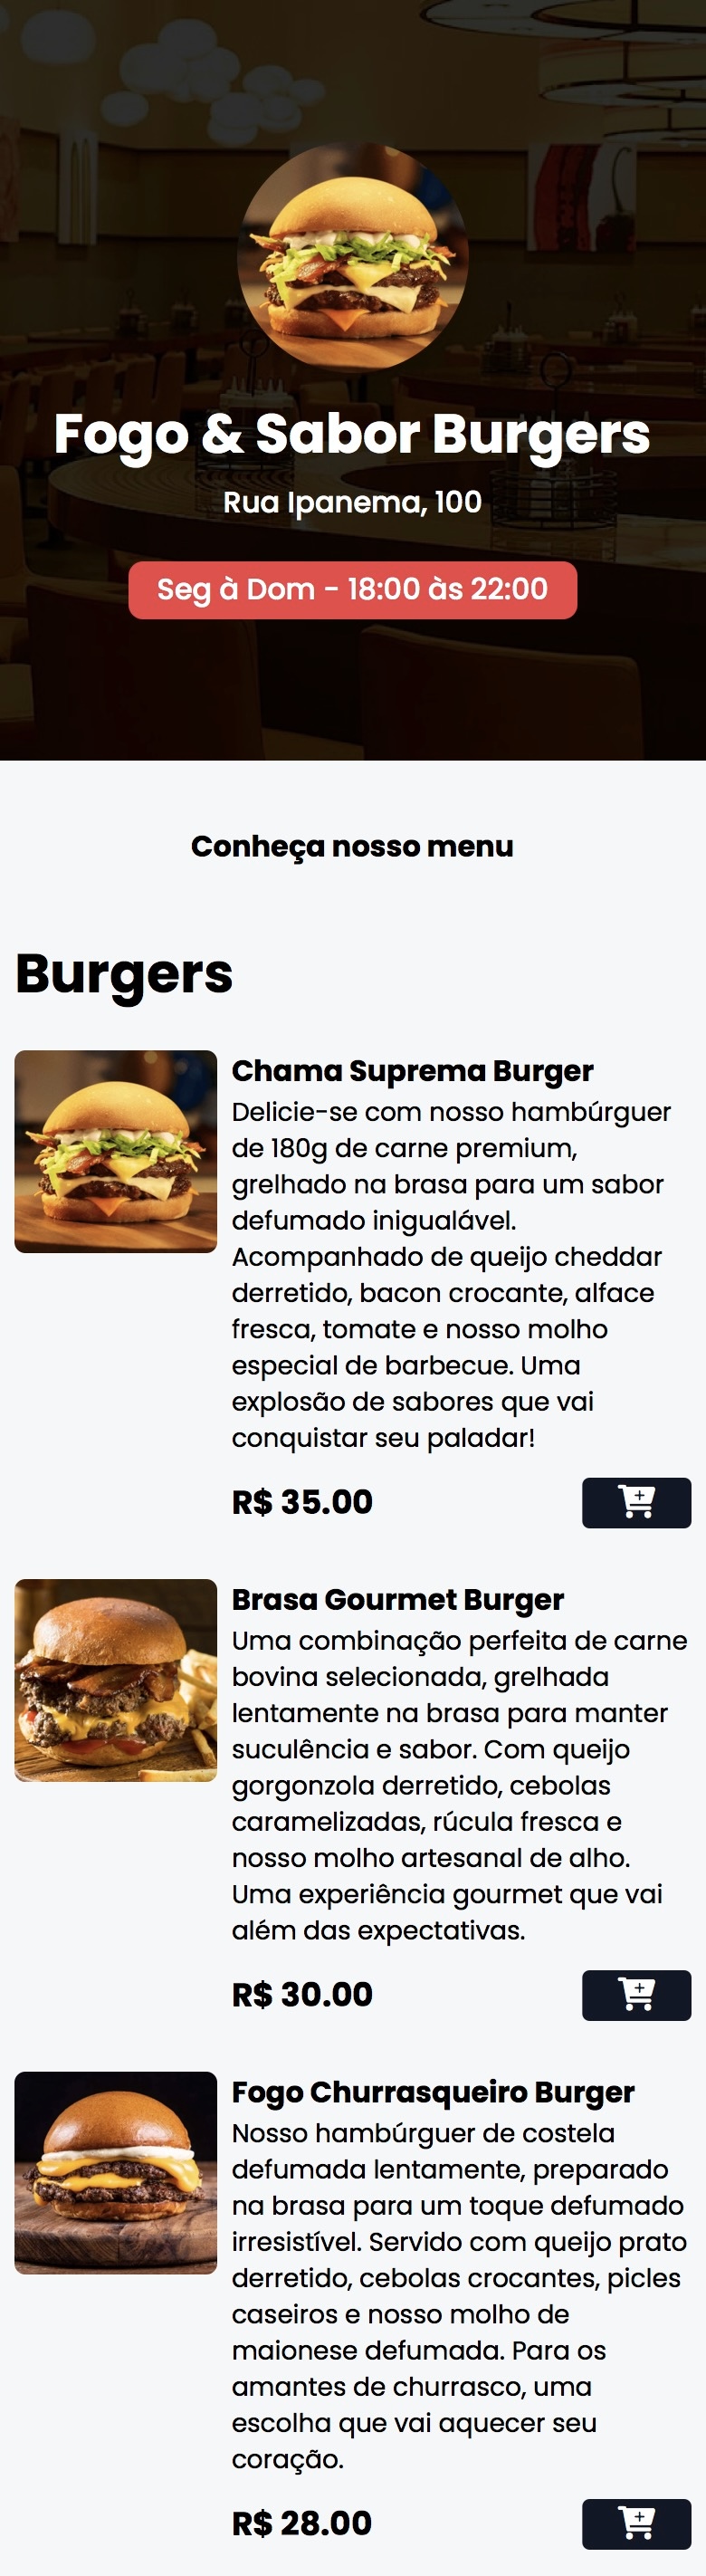 Fogo & Sabor Burgers
Rua Ipanema, 100
Seg à Dom - 18:00 às 22:00
Conheça nosso menu
Burgers
Chama Suprema Burger
Delicie-se com nosso hambúrguer
de 180g de carne premium,
grelhado na brasa para um sabor
defumado inigualável.
Acompanhado de queijo cheddar
derretido, bacon crocante, alface
fresca, tomate e nosso molho
especial de barbecue. Uma
explosão de sabores que vai
conquistar seu paladar!
R$ 35.00
Brasa Gourmet Burger
Uma combinação perfeita de carne
bovina selecionada, grelhada
lentamente na brasa para manter
suculência e sabor. Com queijo
gorgonzola derretido, cebolas
caramelizadas, rúcula fresca e
nosso molho artesanal de alho.
Uma experiência gourmet que vai
além das expectativas.
R$ 30.00
Fogo Churrasqueiro Burger
Nosso hambúrguer de costela
defumada lentamente, preparado
na brasa para um toque defumado
irresistível. Servido com queijo prato
derretido, cebolas crocantes, picles
caseiros e nosso molho de
maionese defumada. Para os
amantes de churrasco, uma
escolha que vai aquecer seu
coração.
R$ 28.00